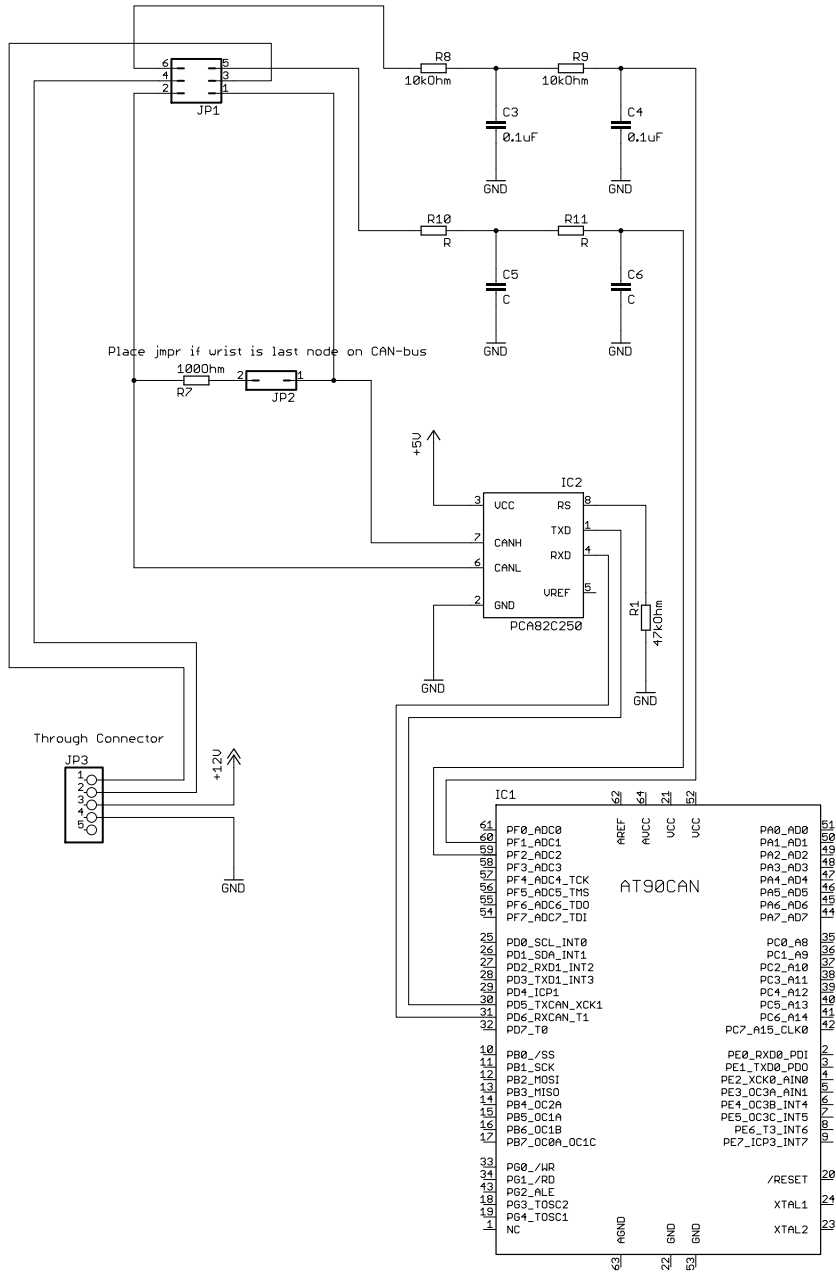 R8
10kOhm
R9
10kOhm
6
4
2
5
3
1
JP1
C3
0.1uF
C4
0.1uF
GND
GND
R10
R
R11
R
C5
C
C6
C
GND
GND
Place jmpr if wrist is last node on CAN-bus
100Ohm
R7
2
1
JP2
+5V
IC2
3 VCC
RS 8
TXD 1
7 CANH
RXD 4
6 CANL
VREF 5
2 GND
PCA82C250
R1
47kOhm
GND
GND
Through Connector
JP3
1
2
3
4
5
+12V
GND
IC1
62 64 21 52
AREF AVCC VCC VCC
AT90CAN
61 PF0_ADC0
60 PF1_ADC1
59 PF2_ADC2
58 PF3_ADC3
57 PF4_ADC4_TCK
56 PF5_ADC5_TMS
55 PF6_ADC6_TDO
54 PF7_ADC7_TDI
25 PD0_SCL_INT0
26 PD1_SDA_INT1
27 PD2_RXD1_INT2
28 PD3_TXD1_INT3
29 PD4_ICP1
30 PD5_TXCAN_XCK1
31 PD6_RXCAN_T1
32 PD7_T0
10 PB0_/SS
11 PB1_SCK
12 PB2_MOSI
13 PB3_MISO
14 PB4_OC2A
15 PB5_OC1A
16 PB6_OC1B
17 PB7_OC0A_OC1C
33 PG0_/WR
34 PG1_/RD
43 PG2_ALE
18 PG3_TOSC2
19 PG4_TOSC1
1 NC
PA0_AD0 51
PA1_AD1 50
PA2_AD2 49
PA3_AD3 48
PA4_AD4 47
PA5_AD5 46
PA6_AD6 45
PA7_AD7 44
PC0_A8 35
PC1_A9 36
PC2_A10 37
PC3_A11 38
PC4_A12 39
PC5_A13 40
PC6_A14 41
PC7_A15_CLKO 42
PE0_RXD0_PDI 2
PE1_TXD0_PDO 3
PE2_XCK0_AIN0 4
PE3_OC3A_AIN1 5
PE4_OC3B_INT4 6
PE5_OC3C_INT5 7
PE6_T3_INT6 8
PE7_ICP3_INT7 9
/RESET 20
XTAL1 24
XTAL2 23
AGND GND GND
63 22 53